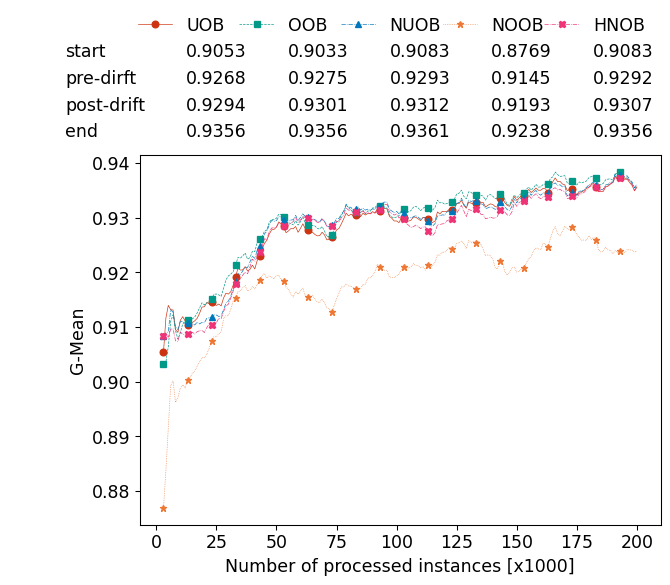 UOB OOB NUOB NOOB HNOB
start 0.9053 0.9033 0.9083 0.8769 0.9083
pre-dirft 0.9268 0.9275 0.9293 0.9145 0.9292
post-drift 0.9294 0.9301 0.9312 0.9193 0.9307
end 0.9356 0.9356 0.9361 0.9238 0.9356
0.94
0.93
0.92
0.91
0.90
0.89
0.88
G-Mean
0 25 50 75 100 125 150 175 200
Number of processed instances [x1000]